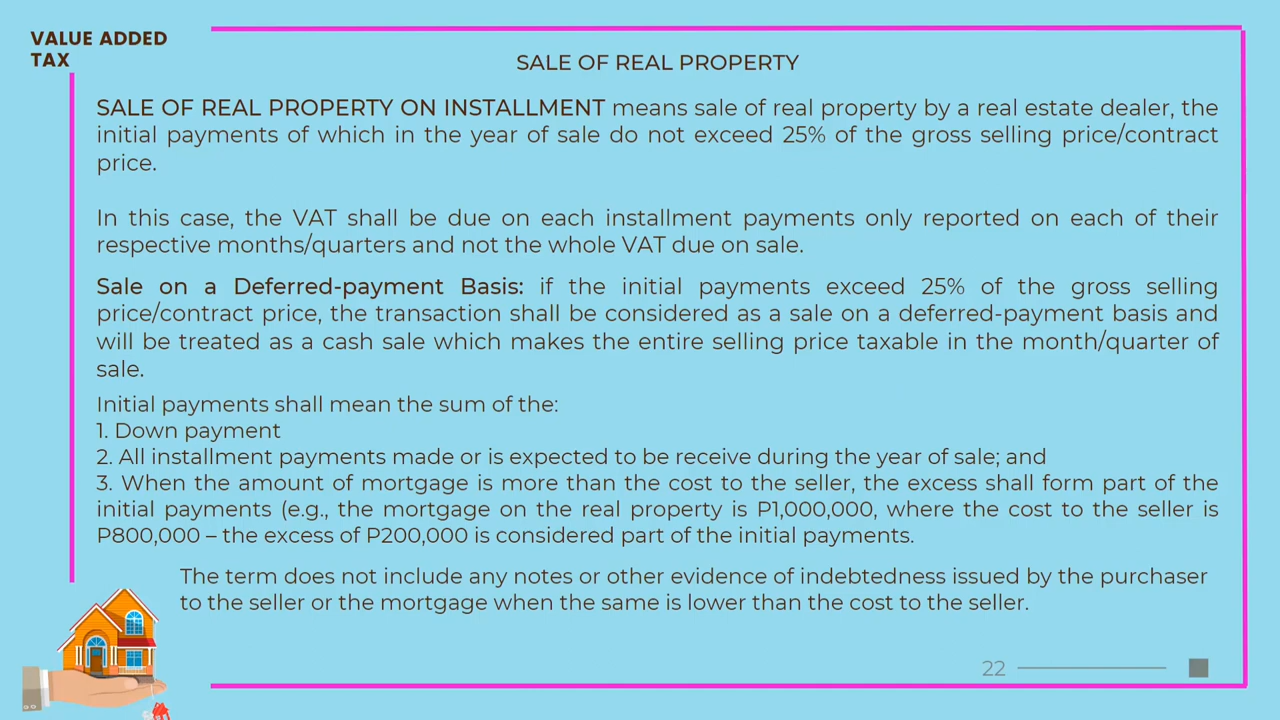 VALUE ADDED
TAX
SALE OF REAL PROPERTY
SALE OF REAL PROPERTY ON INSTALLMENT means sale of real property by a real estate dealer, the
initial payments of which in the year of sale do not exceed 25% of the gross selling price/contract
price.
In this case, the VAT shall be due on each installment payments only reported on each of their
respective months/quarters and not the whole VAT due on sale.
Sale on a Deferred-payment Basis: if the initial payments exceed 25% of the gross selling
price/contract price, the transaction shall be considered as a sale on a deferred-payment basis and
will be treated as a cash sale which makes the entire selling price taxable in the month/quarter of
sale.
Initial payments shall mean the sum of the:
1. Down payment
2. All installment payments made or is expected to be receive during the year of sale; and
3. When the amount of mortgage is more than the cost to the seller, the excess shall form part of the
initial payments (e.g., the mortgage on the real property is P1,000,000, where the cost to the seller is
P800,000 – the excess of P200,000 is considered part of the initial payments.
The term does not include any notes or other evidence of indebtedness issued by the purchaser
to the seller or the mortgage when the same is lower than the cost to the seller.
22